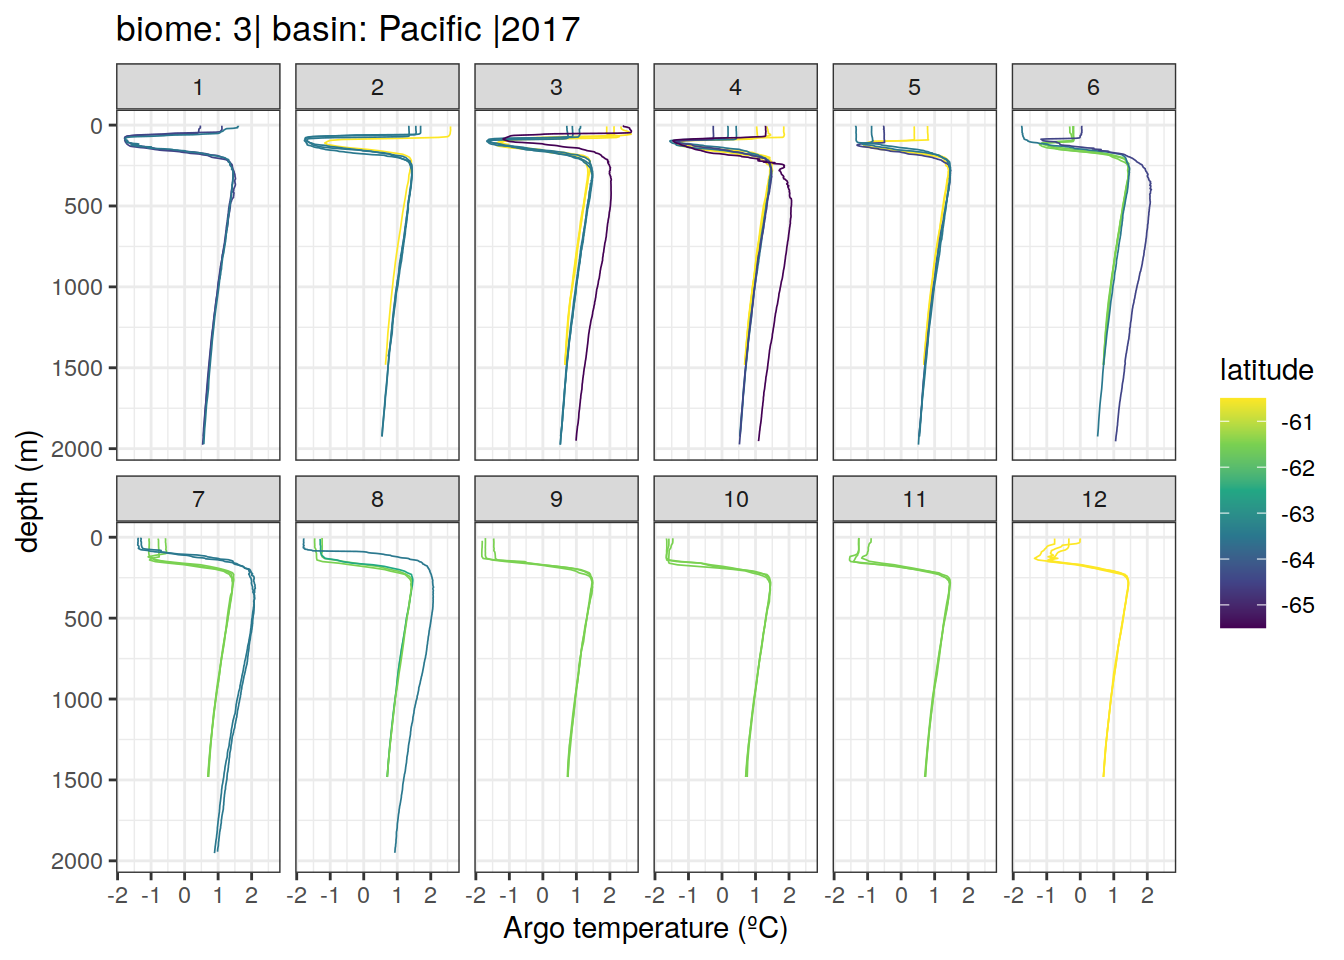 biome: 3| basin: Pacific |2017
1 2 3 4 5 6
0
500
1000
1500
2000
7 8 9 10 11 12
0
500
1000
1500
2000
-2 -1 0 1 2 -2 -1 0 1 2 -2 -1 0 1 2 -2 -1 0 1 2 -2 -1 0 1 2 -2 -1 0 1 2
Argo temperature (ºC)
depth (m)
latitude
-61
-62
-63
-64
-65